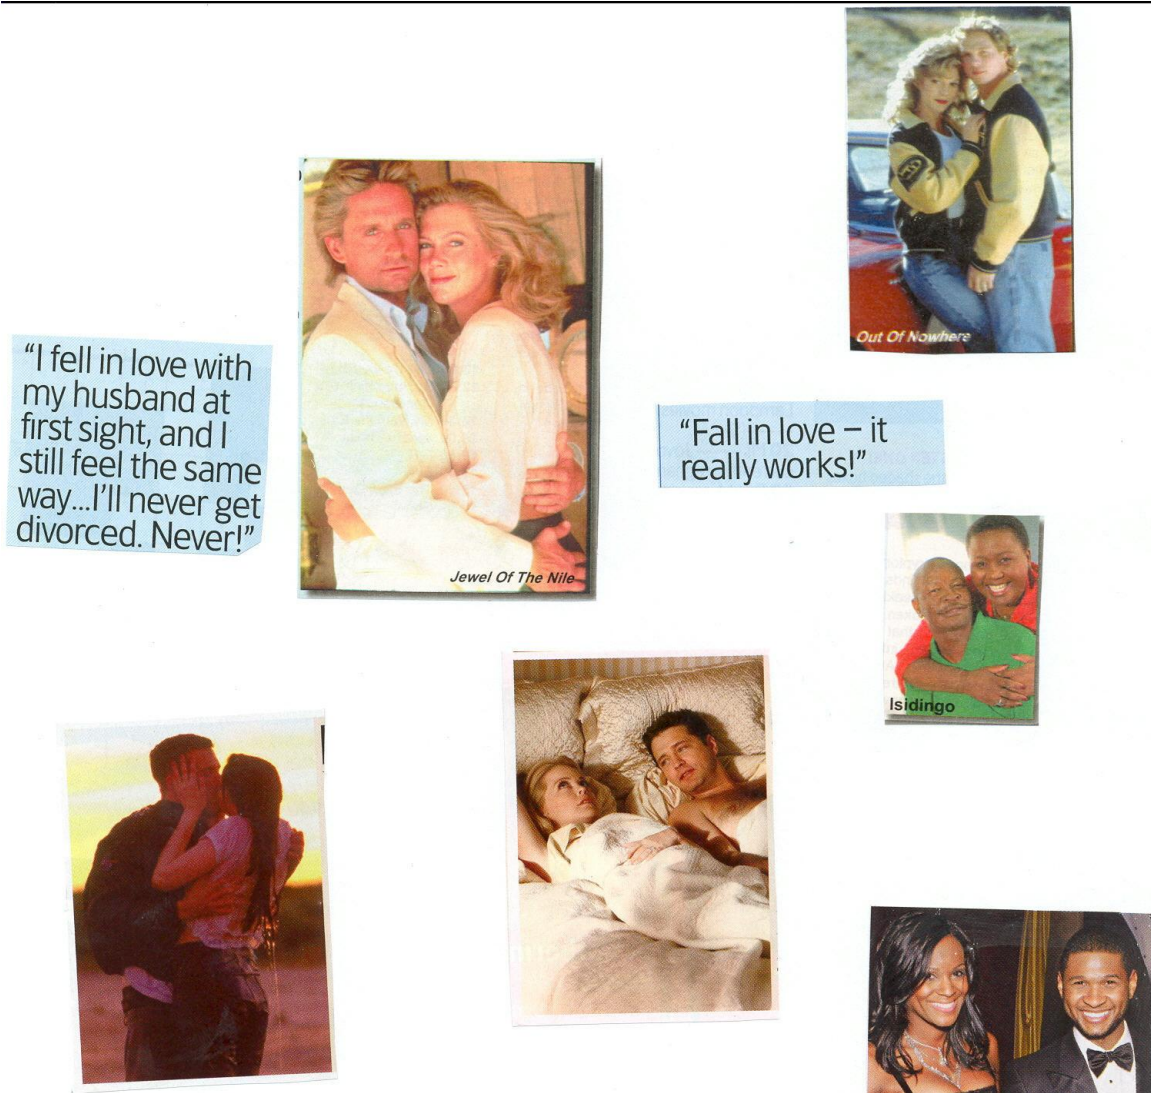 Out Of Nowhere
“I fell in love with
my husband at
first sight, and I
still feel the same
way...I’ll never get
divorced. Never!”
Jewel Of The Nile
“Fall in love – it
really works!”
Isidingo